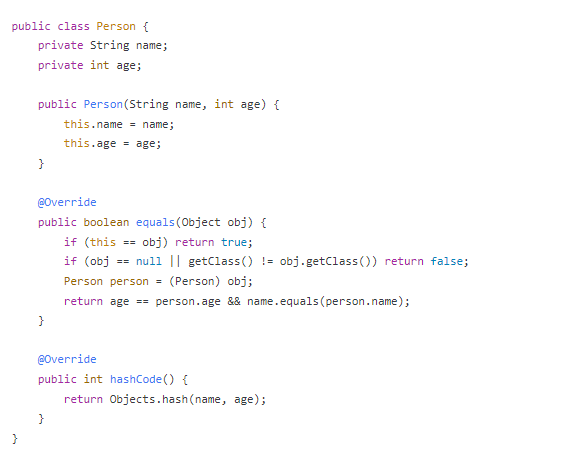 public class Person {
    private String name;
    private int age;

    public Person(String name, int age) {
        this.name = name;
        this.age = age;
    }

    @Override
    public boolean equals(Object obj) {
        if (this == obj) return true;
        if (obj == null || getClass() != obj.getClass()) return false;
        Person person = (Person) obj;
        return age == person.age && name.equals(person.name);
    }

    @Override
    public int hashCode() {
        return Objects.hash(name, age);
    }
}